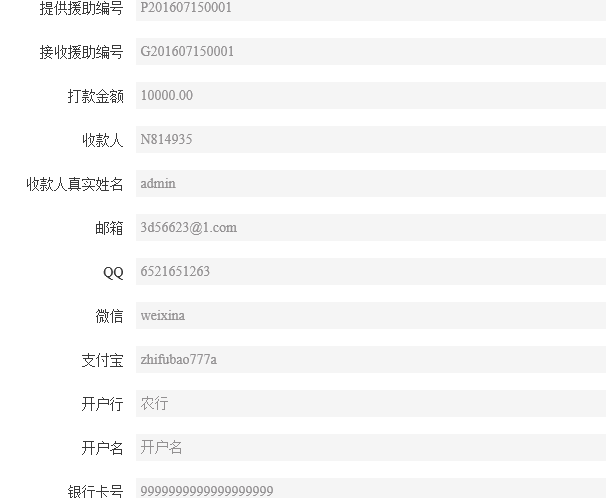 提供援助编号 P201607150001
接收援助编号 G201607150001
打款金额 10000.00
收款人 N814935
收款人真实姓名 admin
邮箱 3d56623@1.com
QQ 6521651263
微信 weixina
支付宝 zhifubao777a
开户行 农行
开户名 开户名
银行卡号 9999999999999999999